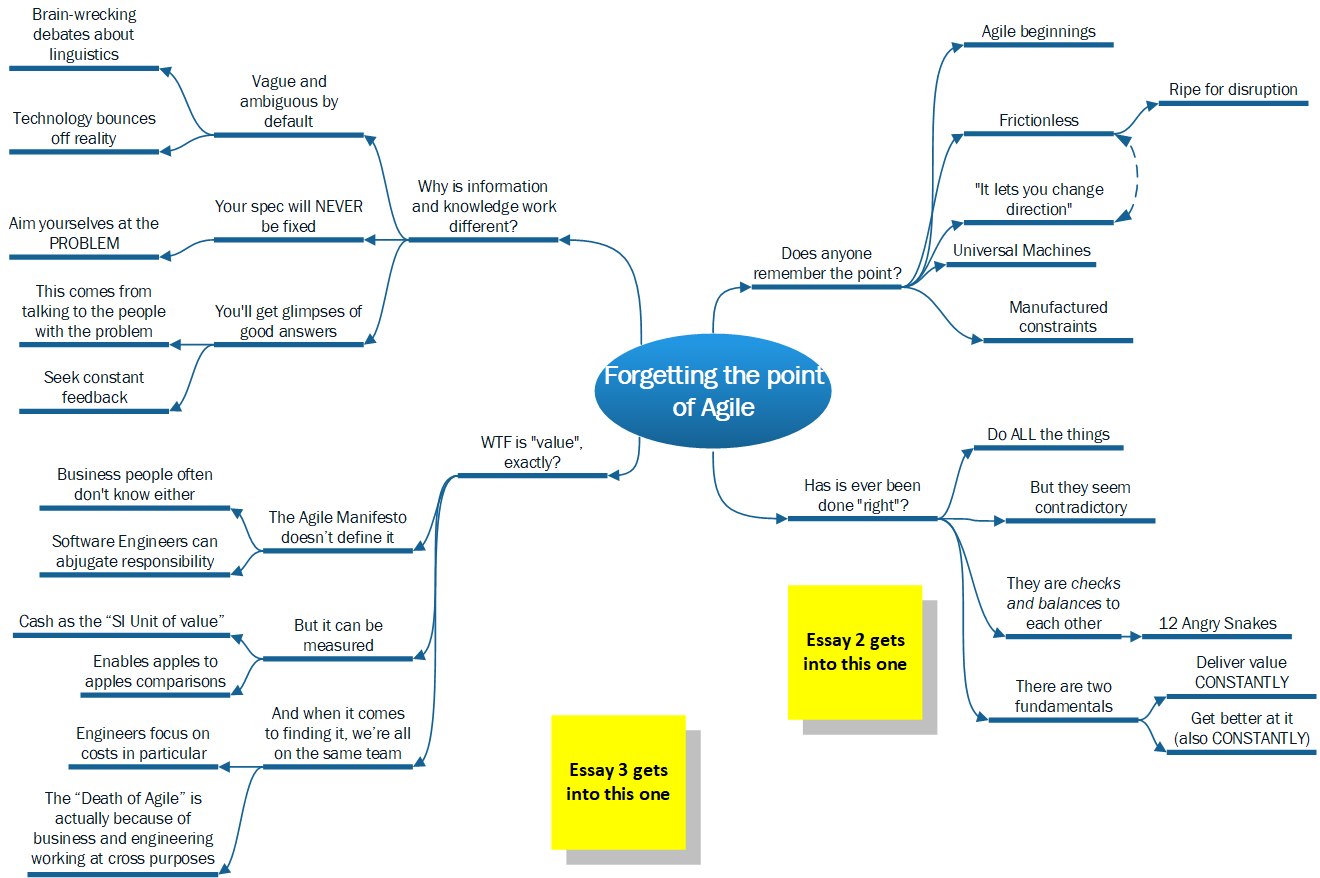 Forgetting the point
of Agile
Does anyone
remember the point?
Agile beginnings
Frictionless
Ripe for disruption
"It lets you change
direction"
Universal Machines
Manufactured
constraints
Has is ever been
done "right"?
Do ALL the things
But they seem
contradictory
They are checks
and balances to
each other
12 Angry Snakes
There are two
fundamentals
Deliver value
CONSTANTLY
Get better at it
(also CONSTANTLY)
Essay 2 gets
into this one
Why is information
and knowledge work
different?
Vague and
ambiguous by
default
Brain-wrecking
debates about
linguistics
Technology bounces
off reality
Your spec will NEVER
be fixed
Aim yourselves at the
PROBLEM
You'll get glimpses of
good answers
This comes from
talking to the people
with the problem
Seek constant
feedback
WTF is "value",
exactly?
The Agile Manifesto
doesn’t define it
Business people often
don't know either
Software Engineers can
abjugate responsibility
But it can be
measured
Cash as the “SI Unit of value”
Enables apples to
apples comparisons
And when it comes
to finding it, we’re all
on the same team
Engineers focus on
costs in particular
The “Death of Agile” is
actually because of
business and engineering
working at cross purposes
Essay 3 gets
into this one